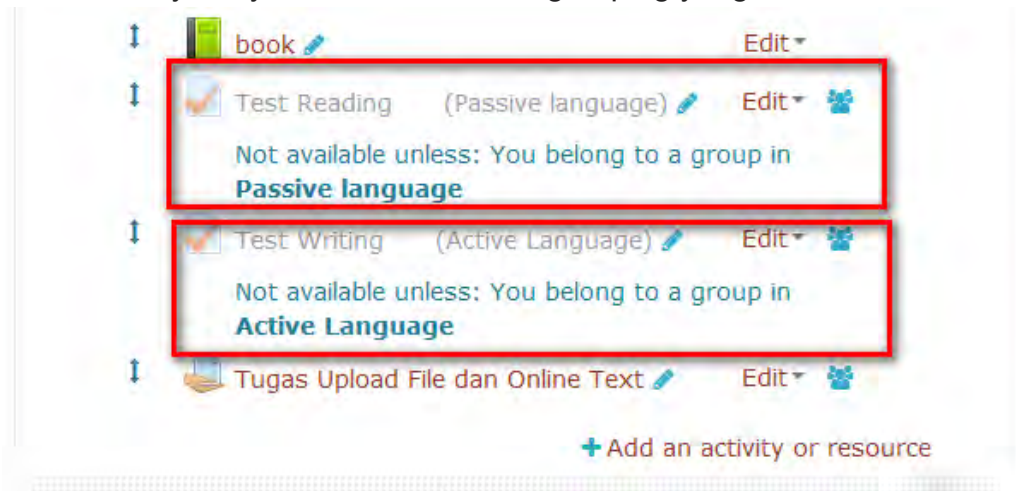 book Edit
Test Reading (Passive language) Edit
Not available unless: You belong to a group in
Passive language
Test Writing (Active Language) Edit
Not available unless: You belong to a group in
Active Language
Tugas Upload File dan Online Text Edit
+Add an activity or resource